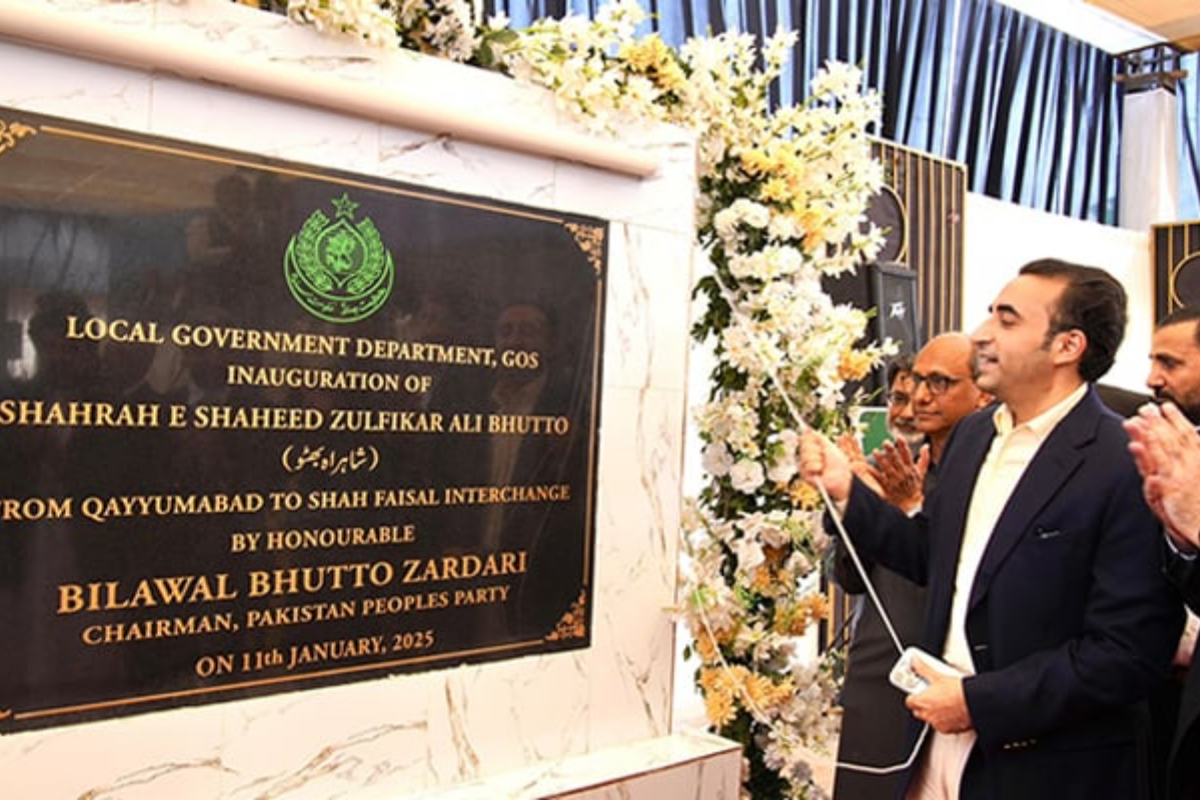 LOCAL GOVERNMENT DEPARTMENT, GOS
INAUGURATION OF
SHAHRAH E SHAHEED ZULFIKAR ALI BHUTTO
(شاہراہ بھٹو)
FROM QAYYUMABAD TO SHAH FAISAL INTERCHANGE
BY HONOURABLE
BILAWAL BHUTTO ZARDARI
CHAIRMAN, PAKISTAN PEOPLES PARTY
ON 11th JANUARY, 2025